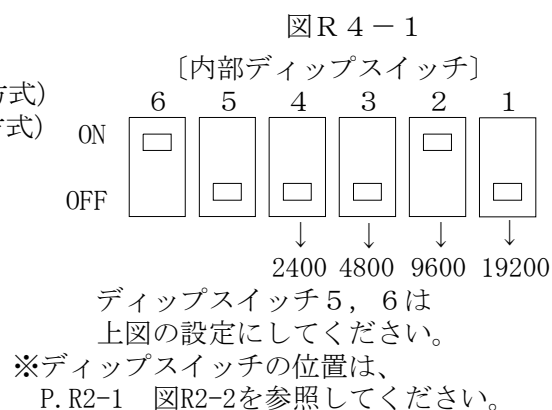 図R4-1
〔内部ディップスイッチ〕
方式)
方式)
6 5 4 3 2 1
ON
OFF
↓ ↓ ↓ ↓
2400 4800 9600 19200
ディップスイッチ5, 6は
上図の設定にしてください。
※ディップスイッチの位置は、
P.R2-1 図R2-2を参照してください。